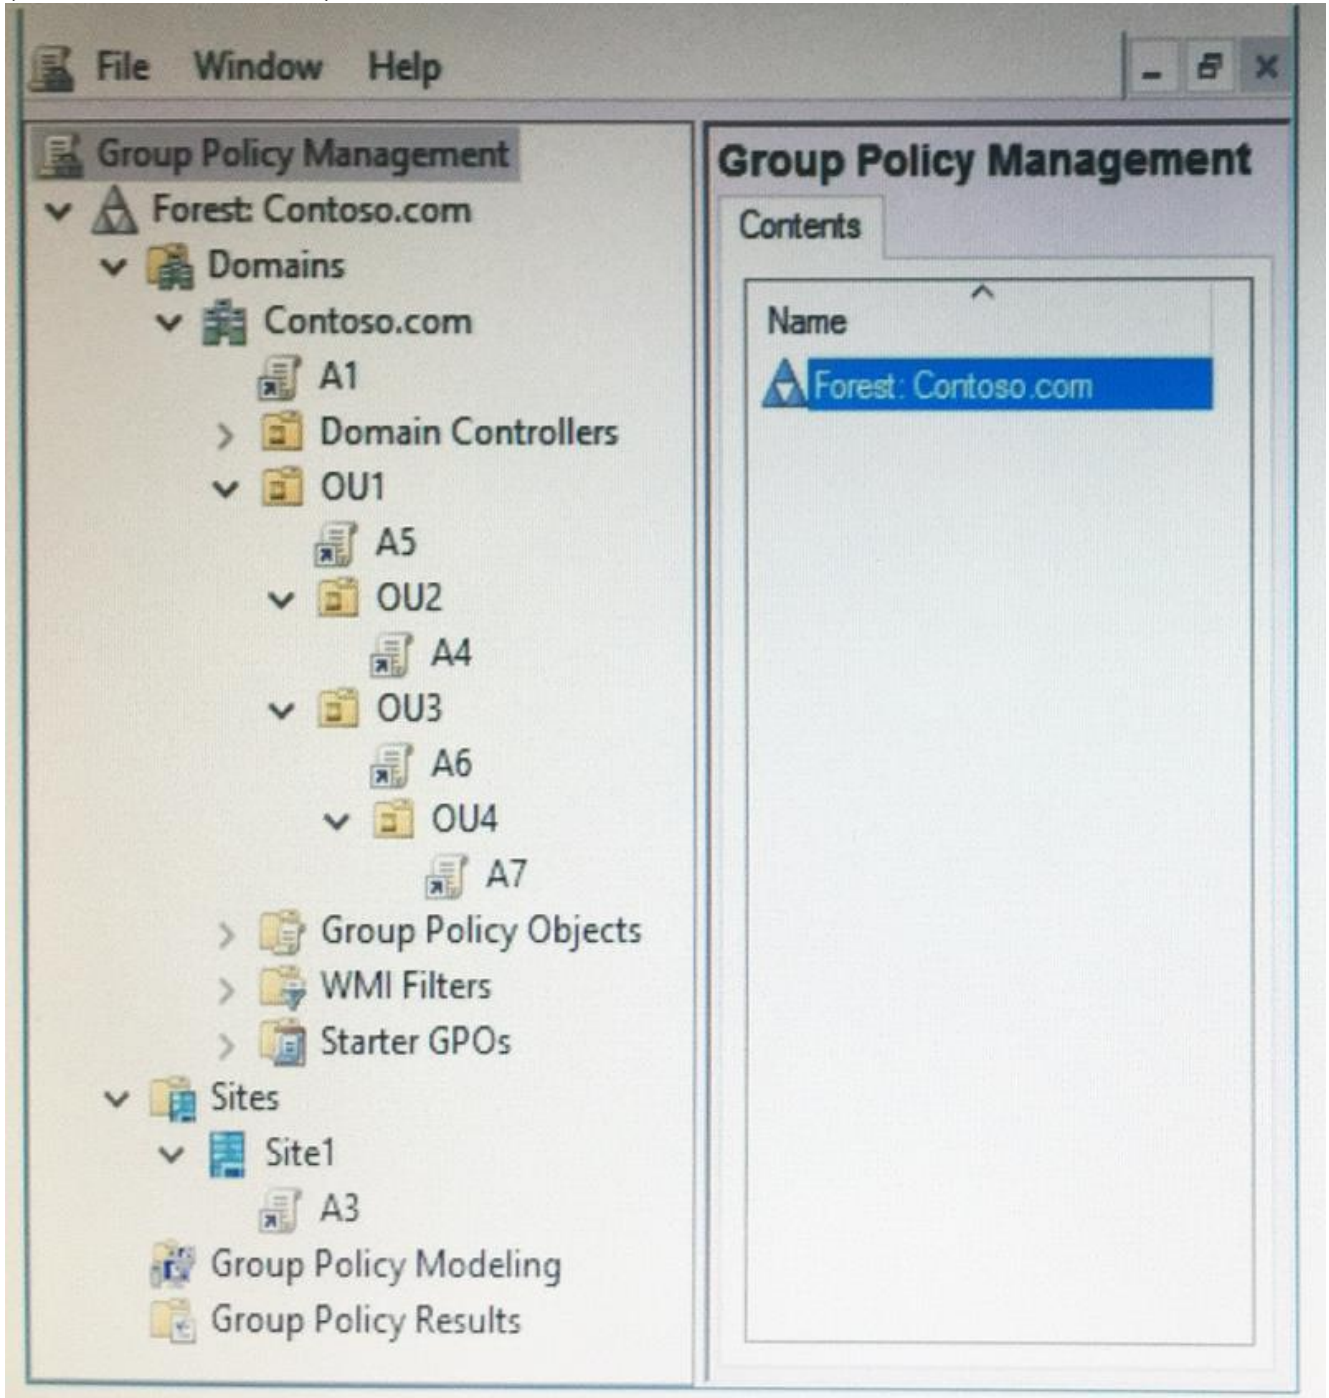 File Window Help
Group Policy Management
Forest: Contoso.com
Domains
Contoso.com
A1
Domain Controllers
OU1
A5
OU2
A4
OU3
A6
OU4
A7
Group Policy Objects
WMI Filters
Starter GPOs
Sites
Site1
A3
Group Policy Modeling
Group Policy Results
Group Policy Management
Contents
Name
Forest: Contoso.com